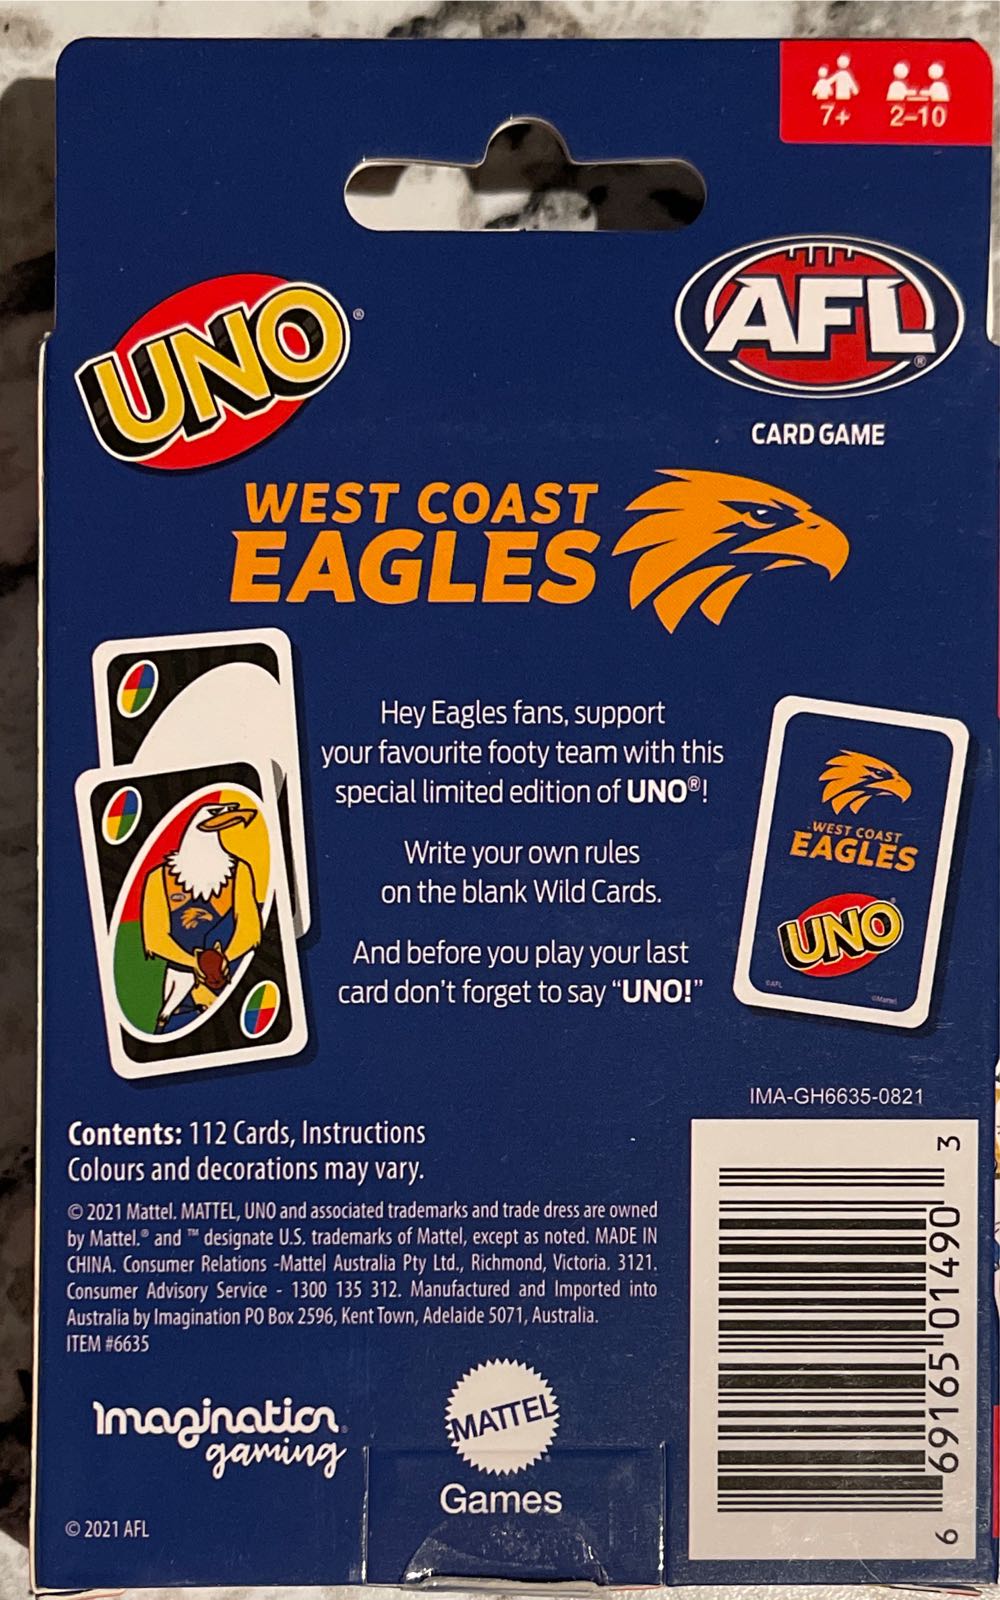 7+ 2–10
UNO®
AFL®
CARD GAME
WEST COAST
EAGLES
Hey Eagles fans, support
your favourite footy team with this
special limited edition of UNO®!
Write your own rules
on the blank Wild Cards.
And before you play your last
card don't forget to say “UNO!”
WEST COAST
EAGLES
UNO
©AFL ©Mattel
IMA-GH6635-0821
Contents: 112 Cards, Instructions
Colours and decorations may vary.
© 2021 Mattel. MATTEL, UNO and associated trademarks and trade dress are owned
by Mattel.® and ™ designate U.S. trademarks of Mattel, except as noted. MADE IN
CHINA. Consumer Relations -Mattel Australia Pty Ltd., Richmond, Victoria. 3121.
Consumer Advisory Service - 1300 135 312. Manufactured and Imported into
Australia by Imagination PO Box 2596, Kent Town, Adelaide 5071, Australia.
ITEM #6635
Imagination
gaming
MATTEL
Games
© 2021 AFL
6 69165 01490 3